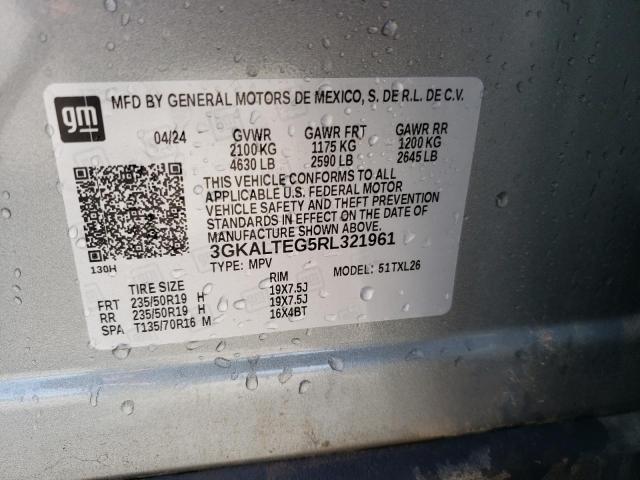 gm
MFD BY GENERAL MOTORS DE MEXICO, S. DE R.L. DE C.V.
04/24 GVWR GAWR FRT GAWR RR
2100 KG 1175 KG 1200 KG
4630 LB 2590 LB 2645 LB
THIS VEHICLE CONFORMS TO ALL
APPLICABLE U.S. FEDERAL MOTOR
VEHICLE SAFETY AND THEFT PREVENTION
STANDARDS IN EFFECT ON THE DATE OF
MANUFACTURE SHOWN ABOVE.
3GKALTEG5RL321961
130H
TYPE: MPV MODEL: 51TXL26
TIRE SIZE RIM
FRT 235/50R19 H 19X7.5J
RR 235/50R19 H 19X7.5J
SPA T135/70R16 M 16X4BT